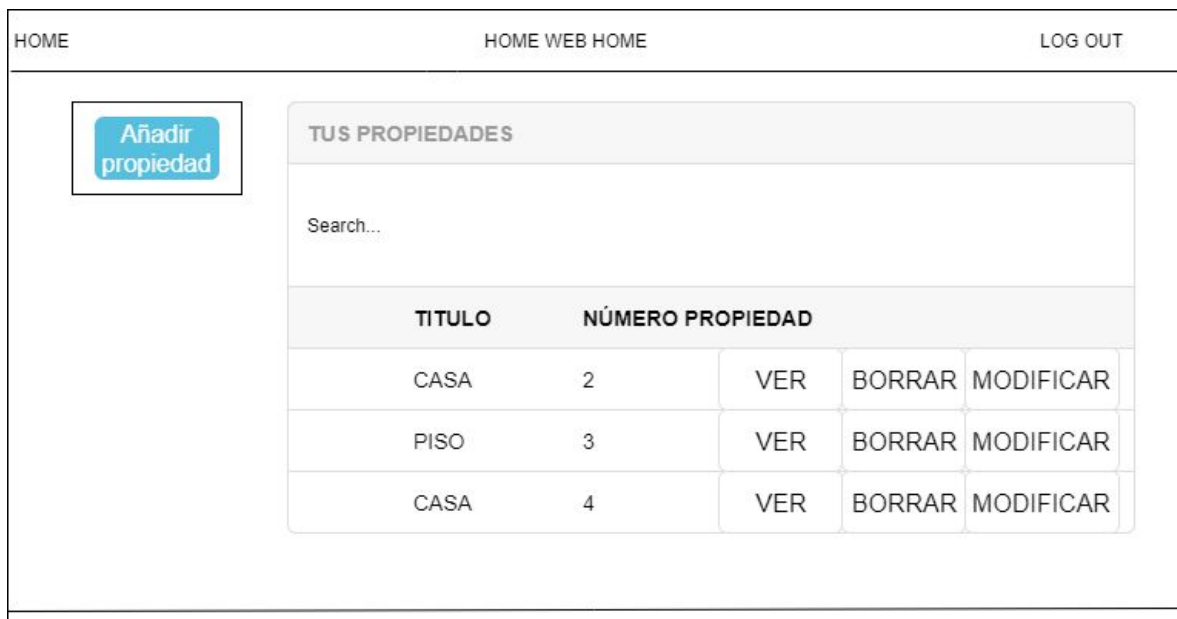 HOME HOME WEB HOME LOG OUT
Añadir
propiedad
TUS PROPIEDADES
Search...
TITULO NÚMERO PROPIEDAD
CASA 2 VER BORRAR MODIFICAR
PISO 3 VER BORRAR MODIFICAR
CASA 4 VER BORRAR MODIFICAR